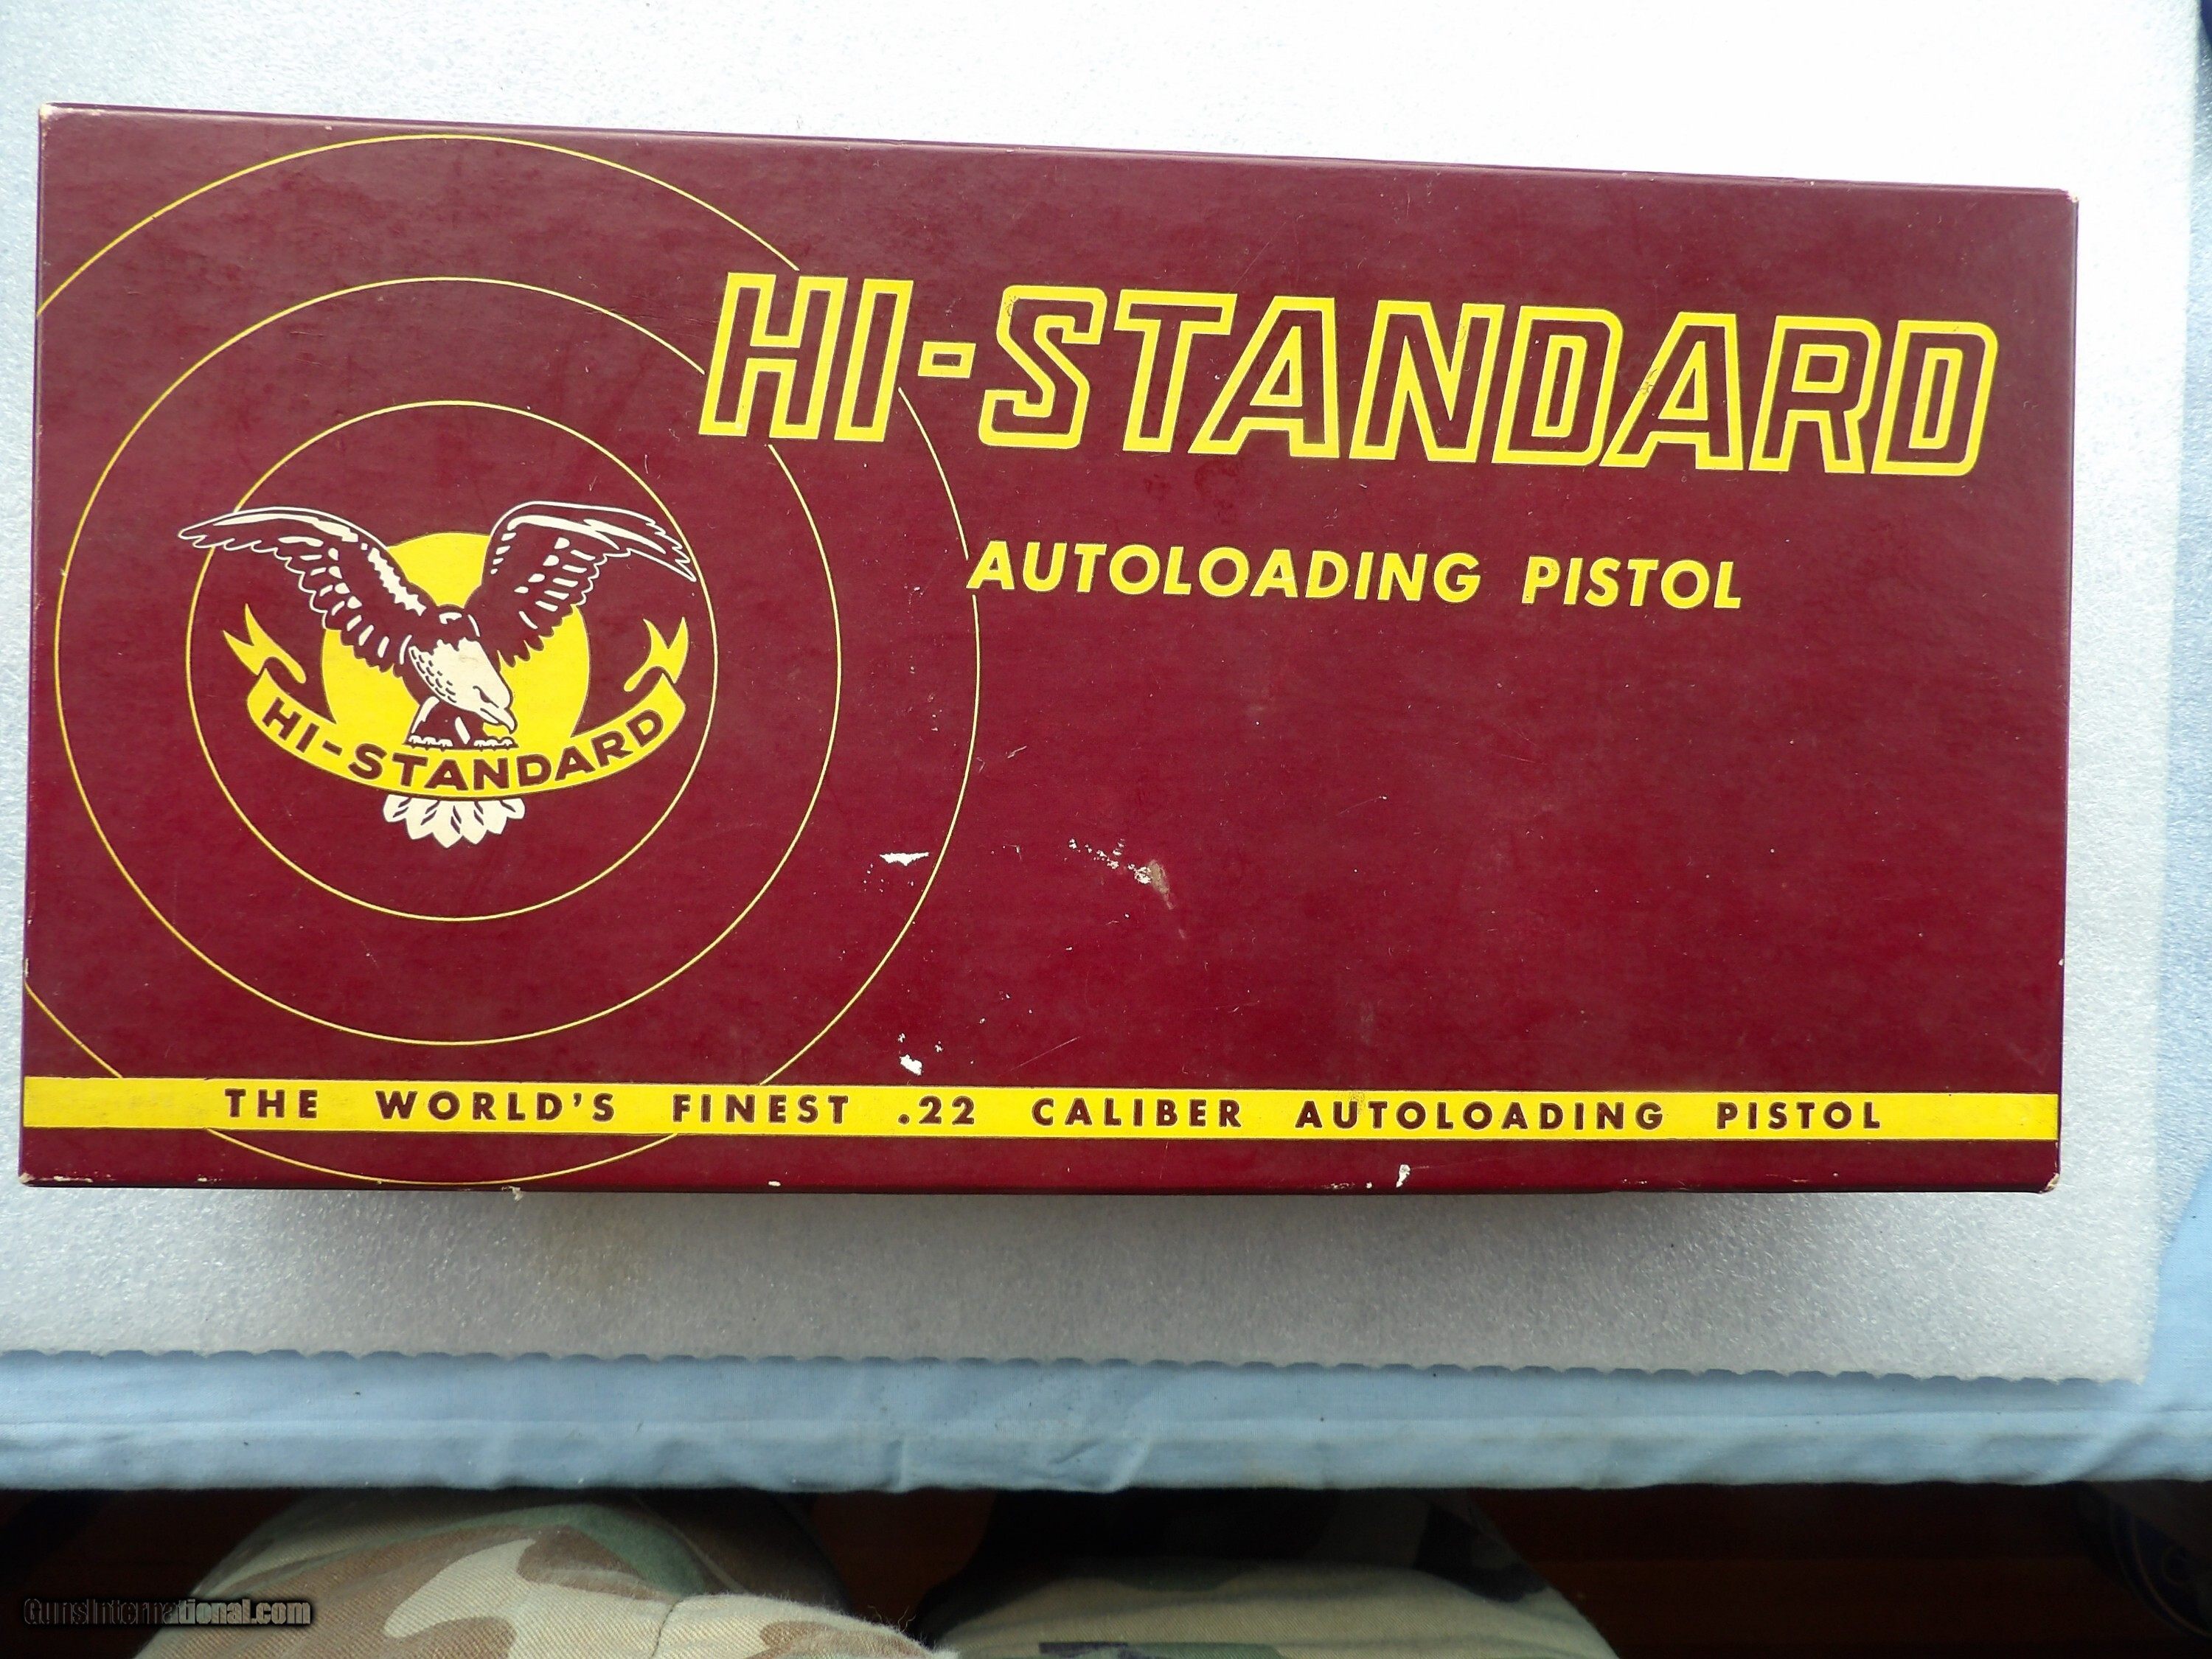 HI-STANDARD
AUTOLOADING PISTOL
HI-STANDARD
THE WORLD'S FINEST .22 CALIBER AUTOLOADING PISTOL
GunsInternational.com